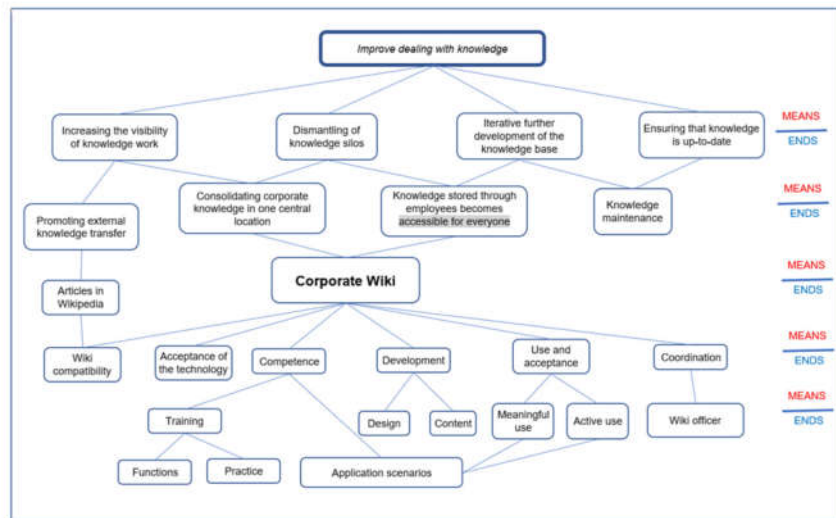 Improve dealing with knowledge
Increasing the visibility
of knowledge work
Dismantling of
knowledge silos
Iterative further
development of the
knowledge base
Ensuring that knowledge
is up-to-date
MEANS
ENDS
Promoting external
knowledge transfer
Consolidating corporate
knowledge in one central
location
Knowledge stored through
employees becomes
accessible for everyone
Knowledge
maintenance
MEANS
ENDS
Articles in
Wikipedia
Corporate Wiki
MEANS
ENDS
Wiki
compatibility
Acceptance of
the technology
Competence
Development
Use and
acceptance
Coordination
MEANS
ENDS
Training
Design
Content
Meaningful
use
Active use
Wiki officer
MEANS
ENDS
Functions
Practice
Application scenarios